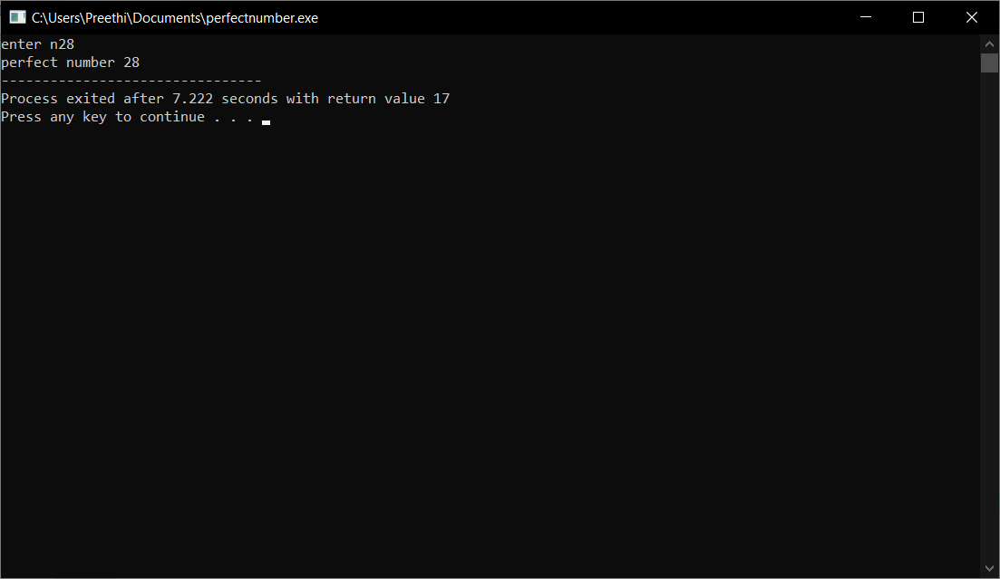 C:\Users\Preethi\Documents\perfectnumber.exe
enter n28
perfect number 28
--------------------------------
Process exited after 7.222 seconds with return value 17
Press any key to continue . . .